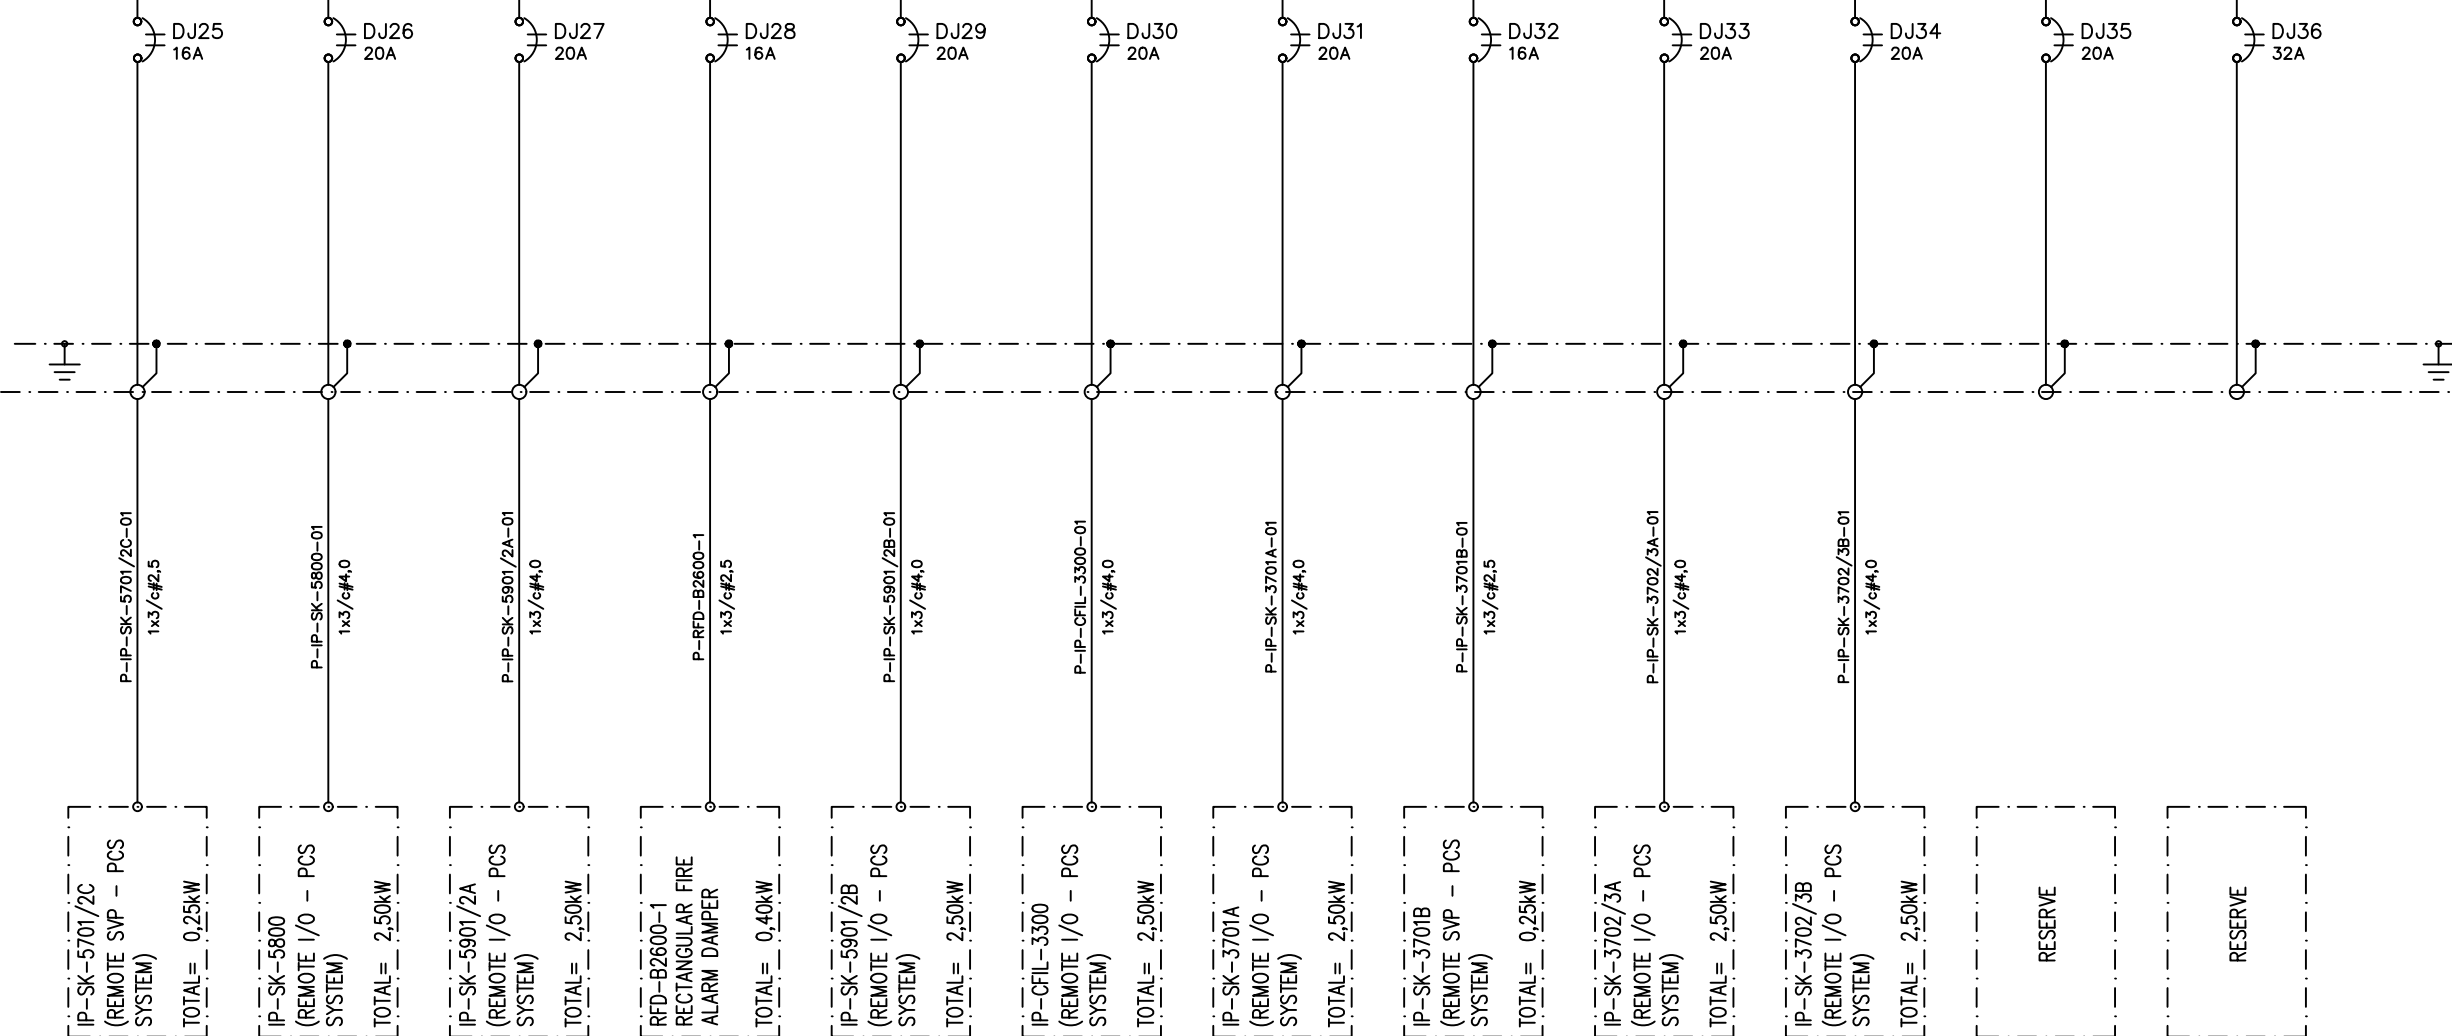 DJ25
16A
DJ26
20A
DJ27
20A
DJ28
16A
DJ29
20A
DJ30
20A
DJ31
20A
DJ32
16A
DJ33
20A
DJ34
20A
DJ35
20A
DJ36
32A
P-IP-SK-5701/2C-01
1x3/c#2,5
P-IP-SK-5800-01
1x3/c#4,0
P-IP-SK-5901/2A-01
1x3/c#4,0
P-RFD-B2600-1
1x3/c#2,5
P-IP-SK-5901/2B-01
1x3/c#4,0
P-IP-CFIL-3300-01
1x3/c#4,0
P-IP-SK-3701A-01
1x3/c#4,0
P-IP-SK-3701B-01
1x3/c#2,5
P-IP-SK-3702/3A-01
1x3/c#4,0
P-IP-SK-3702/3B-01
1x3/c#4,0
IP-SK-5701/2C
(REMOTE SVP - PCS
SYSTEM)
TOTAL= 0,25kW
IP-SK-5800
(REMOTE I/O - PCS
SYSTEM)
TOTAL= 2,50kW
IP-SK-5901/2A
(REMOTE I/O - PCS
SYSTEM)
TOTAL= 2,50kW
RFD-B2600-1
RECTANGULAR FIRE
ALARM DAMPER
TOTAL= 0,40kW
IP-SK-5901/2B
(REMOTE I/O - PCS
SYSTEM)
TOTAL= 2,50kW
IP-CFIL-3300
(REMOTE I/O - PCS
SYSTEM)
TOTAL= 2,50kW
IP-SK-3701A
(REMOTE I/O - PCS
SYSTEM)
TOTAL= 2,50kW
IP-SK-3701B
(REMOTE SVP - PCS
SYSTEM)
TOTAL= 0,25kW
IP-SK-3702/3A
(REMOTE I/O - PCS
SYSTEM)
TOTAL= 2,50kW
IP-SK-3702/3B
(REMOTE I/O - PCS
SYSTEM)
TOTAL= 2,50kW
RESERVE
RESERVE